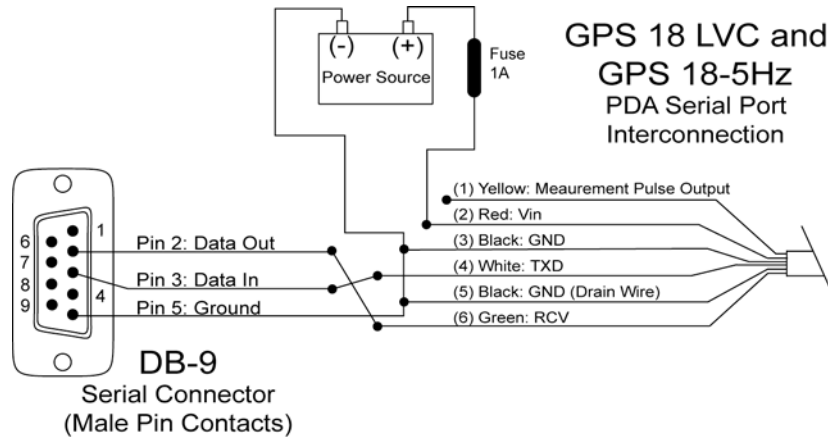 (-) (+)
Power Source
Fuse
1A
GPS 18 LVC and
GPS 18-5Hz
PDA Serial Port
Interconnection
(1) Yellow: Meaurement Pulse Output
(2) Red: Vin
(3) Black: GND
(4) White: TXD
(5) Black: GND (Drain Wire)
(6) Green: RCV
1
6
7
8
4
9
Pin 2: Data Out
Pin 3: Data In
Pin 5: Ground
DB-9
Serial Connector
(Male Pin Contacts)